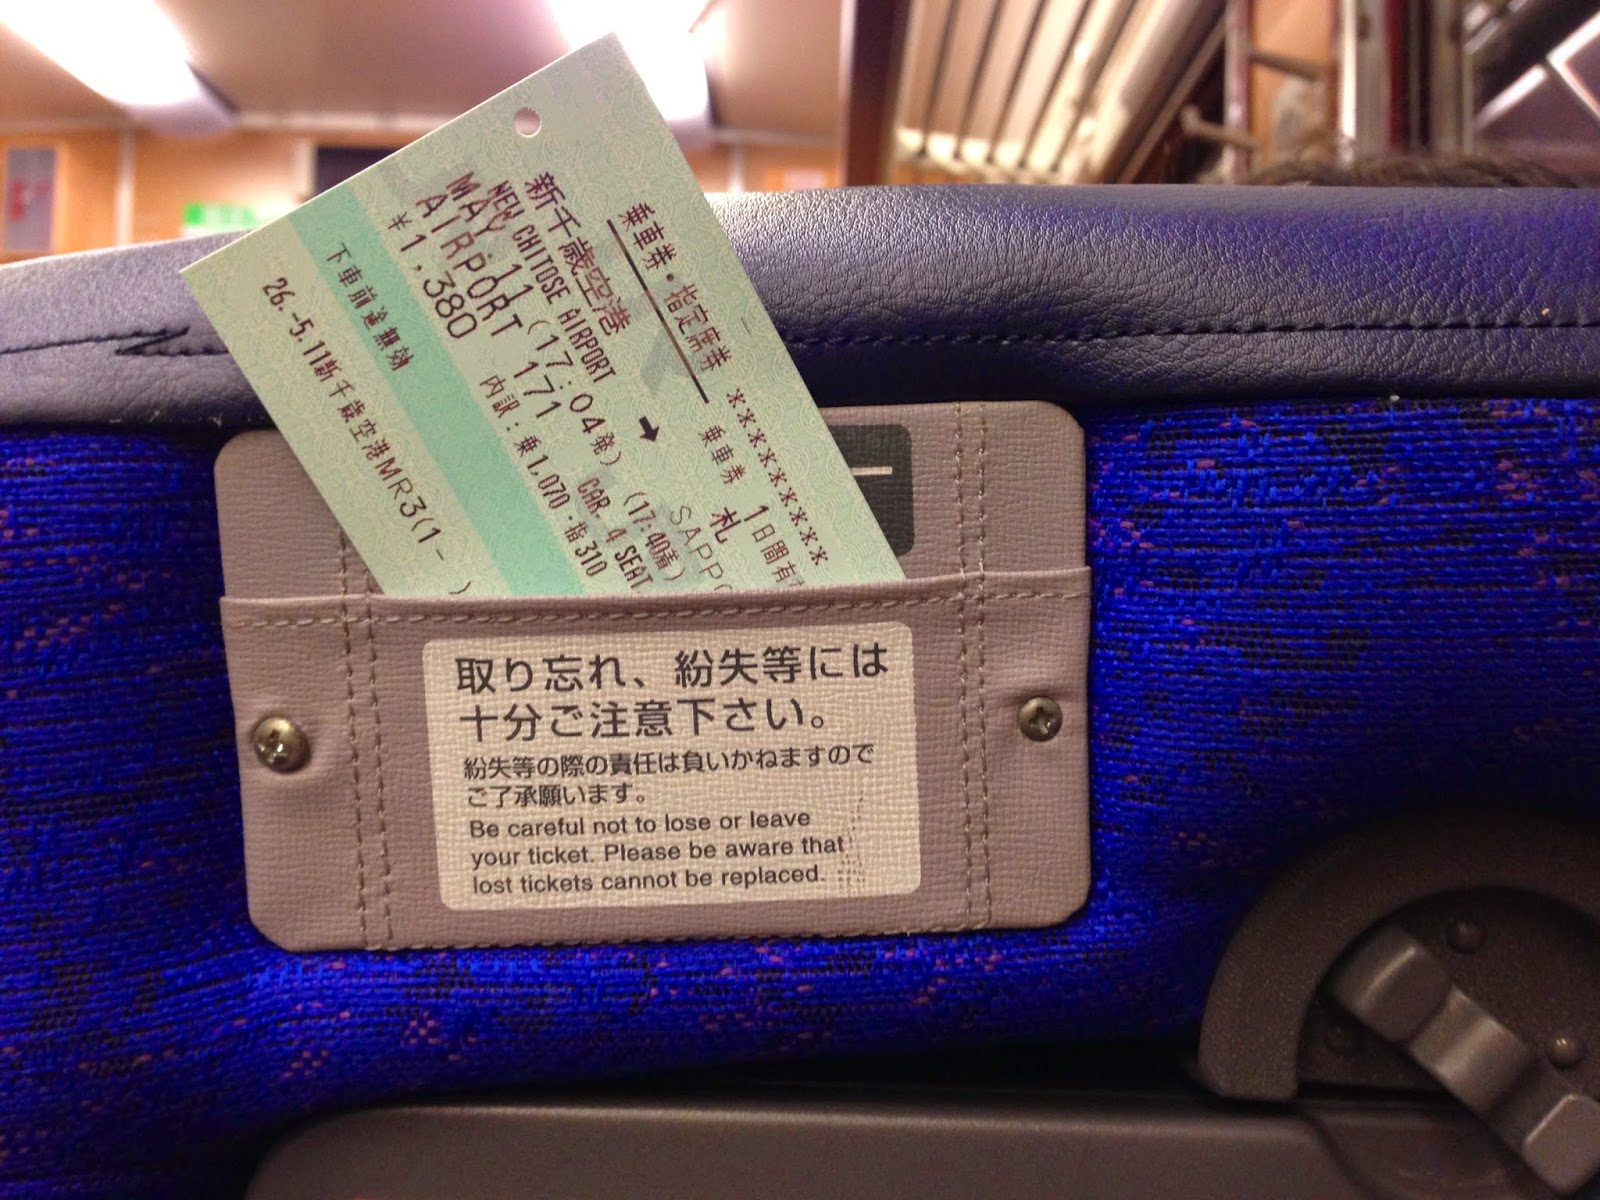 乗車券・指定席券
**********
乗車券 1日間有
新千歳空港 → 札
NEW CHITOSE AIRPORT SAPPO
MAY. 11 (17:04発) (17:40着)
AIRPORT 171 CAR. 4 SEAT
¥1,380 内訳:乗1,070・指310
下車前途無効
26.-5.11新千歳空港MR3(1- )
取り忘れ、紛失等には
十分ご注意下さい。
紛失等の際の責任は負いかねますので
ご了承願います。
Be careful not to lose or leave
your ticket. Please be aware that
lost tickets cannot be replaced.